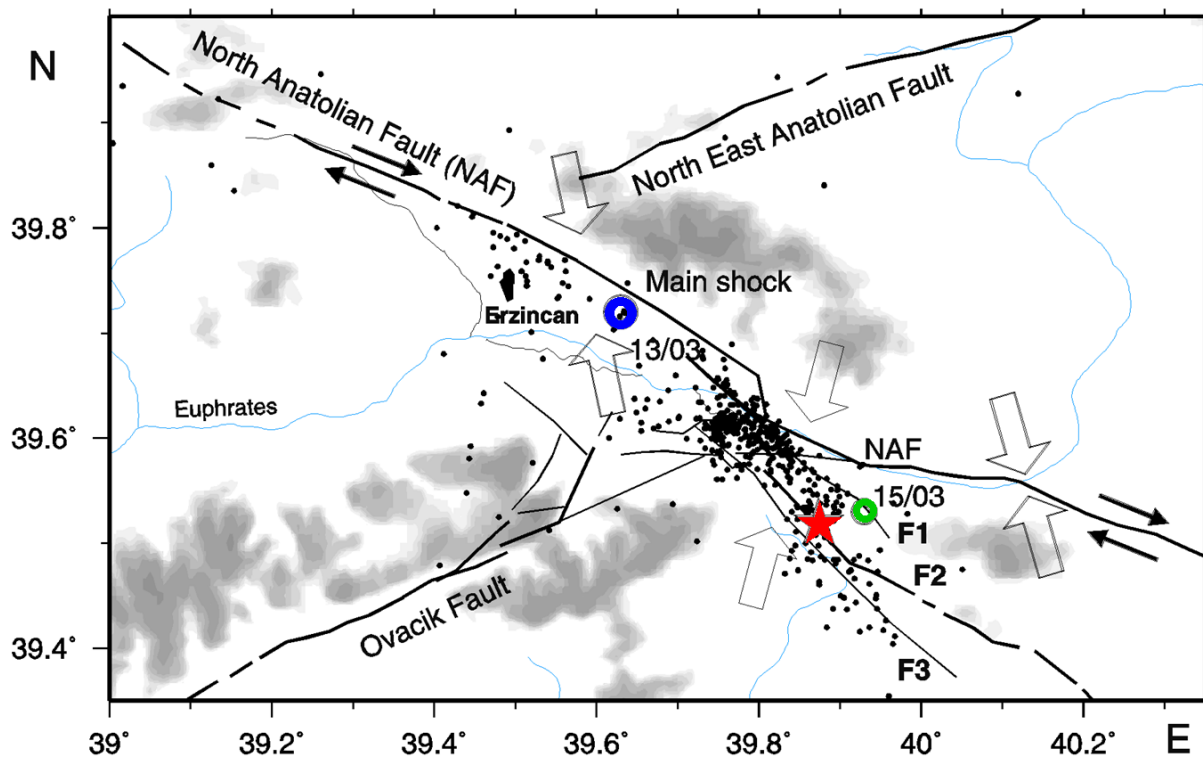 N
North Anatolian Fault (NAF)
North East Anatolian Fault
39.8°
Main shock
Erzincan
13/03
Euphrates
39.6°
NAF
15/03
F1
F2
Ovacik Fault
39.4°
F3
39°
39.2°
39.4°
39.6°
39.8°
40°
40.2°
E